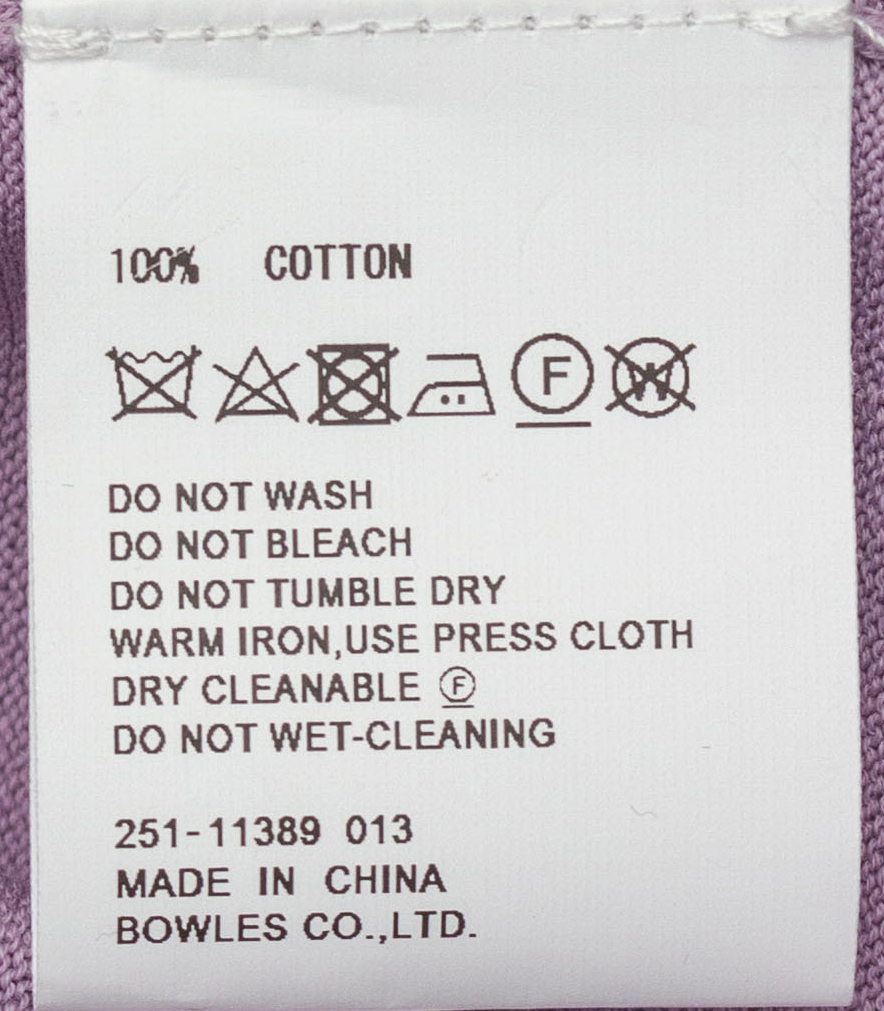 100% COTTON
F W
DO NOT WASH
DO NOT BLEACH
DO NOT TUMBLE DRY
WARM IRON,USE PRESS CLOTH
DRY CLEANABLE Ⓕ
DO NOT WET-CLEANING
251-11389 013
MADE IN CHINA
BOWLES CO.,LTD.